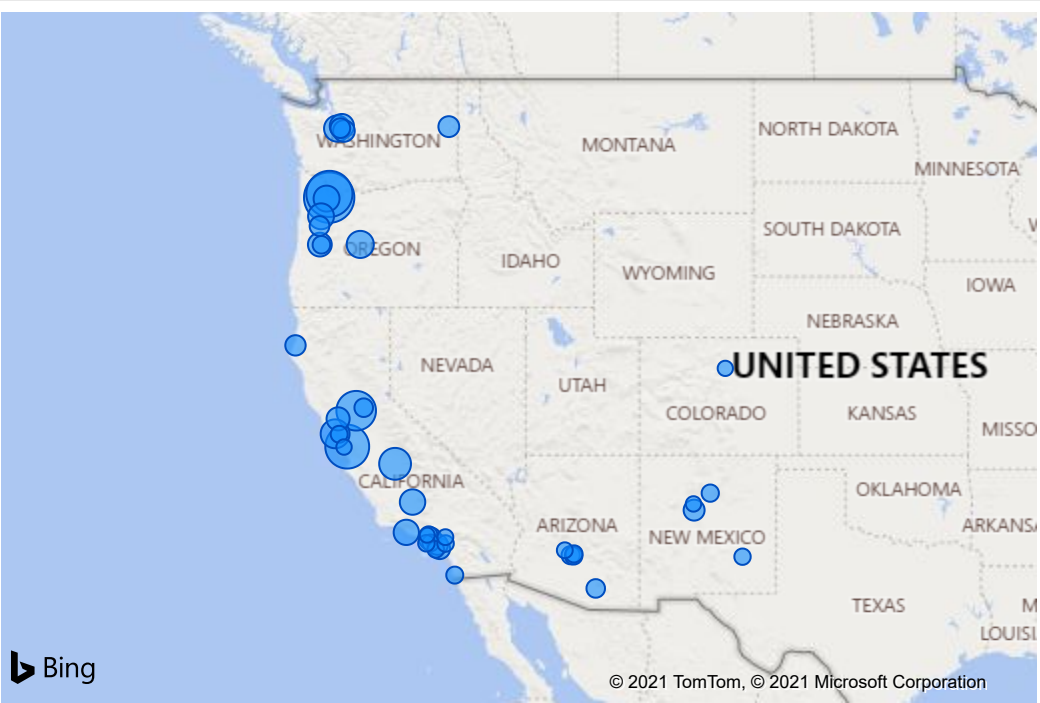 WASHINGTON
MONTANA
NORTH DAKOTA
MINNESOTA
OREGON
IDAHO
WYOMING
SOUTH DAKOTA
W
IOWA
NEBRASKA
NEVADA
UTAH
UNITED STATES
COLORADO
KANSAS
MISSO
CALIFORNIA
ARIZONA
NEW MEXICO
OKLAHOMA
ARKANSA
TEXAS
M
LOUISI
Bing
© 2021 TomTom, © 2021 Microsoft Corporation